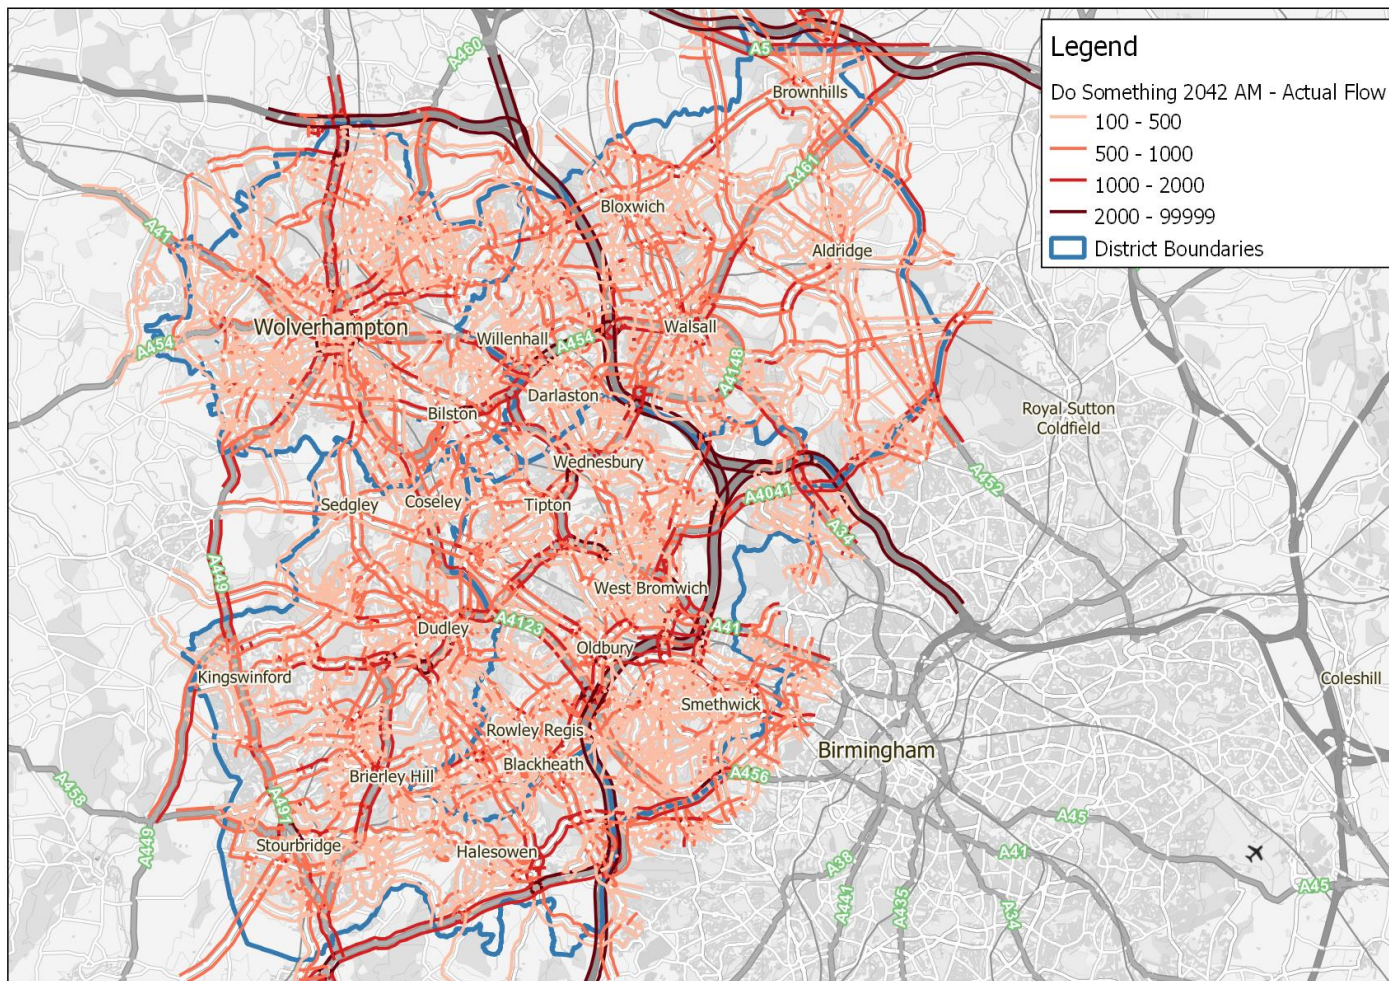 Legend
Do Something 2042 AM - Actual Flow
100 - 500
500 - 1000
1000 - 2000
2000 - 99999
District Boundaries
A460
A5
Brownhills
A461
Bloxwich
A41
Aldridge
Wolverhampton
Walsall
Willenhall
A454
A454
A4148
Darlaston
Bilston
Royal Sutton
Coldfield
Wednesbury
A452
Sedgley
Coseley
Tipton
A4041
A34
A449
West Bromwich
A4123
A41
Dudley
Oldbury
Kingswinford
Coleshill
Smethwick
Rowley Regis
Birmingham
Blackheath
Brierley Hill
A456
A458
A491
A45
Stourbridge
Halesowen
A449
A38
A41
A45
A441
A435
A34